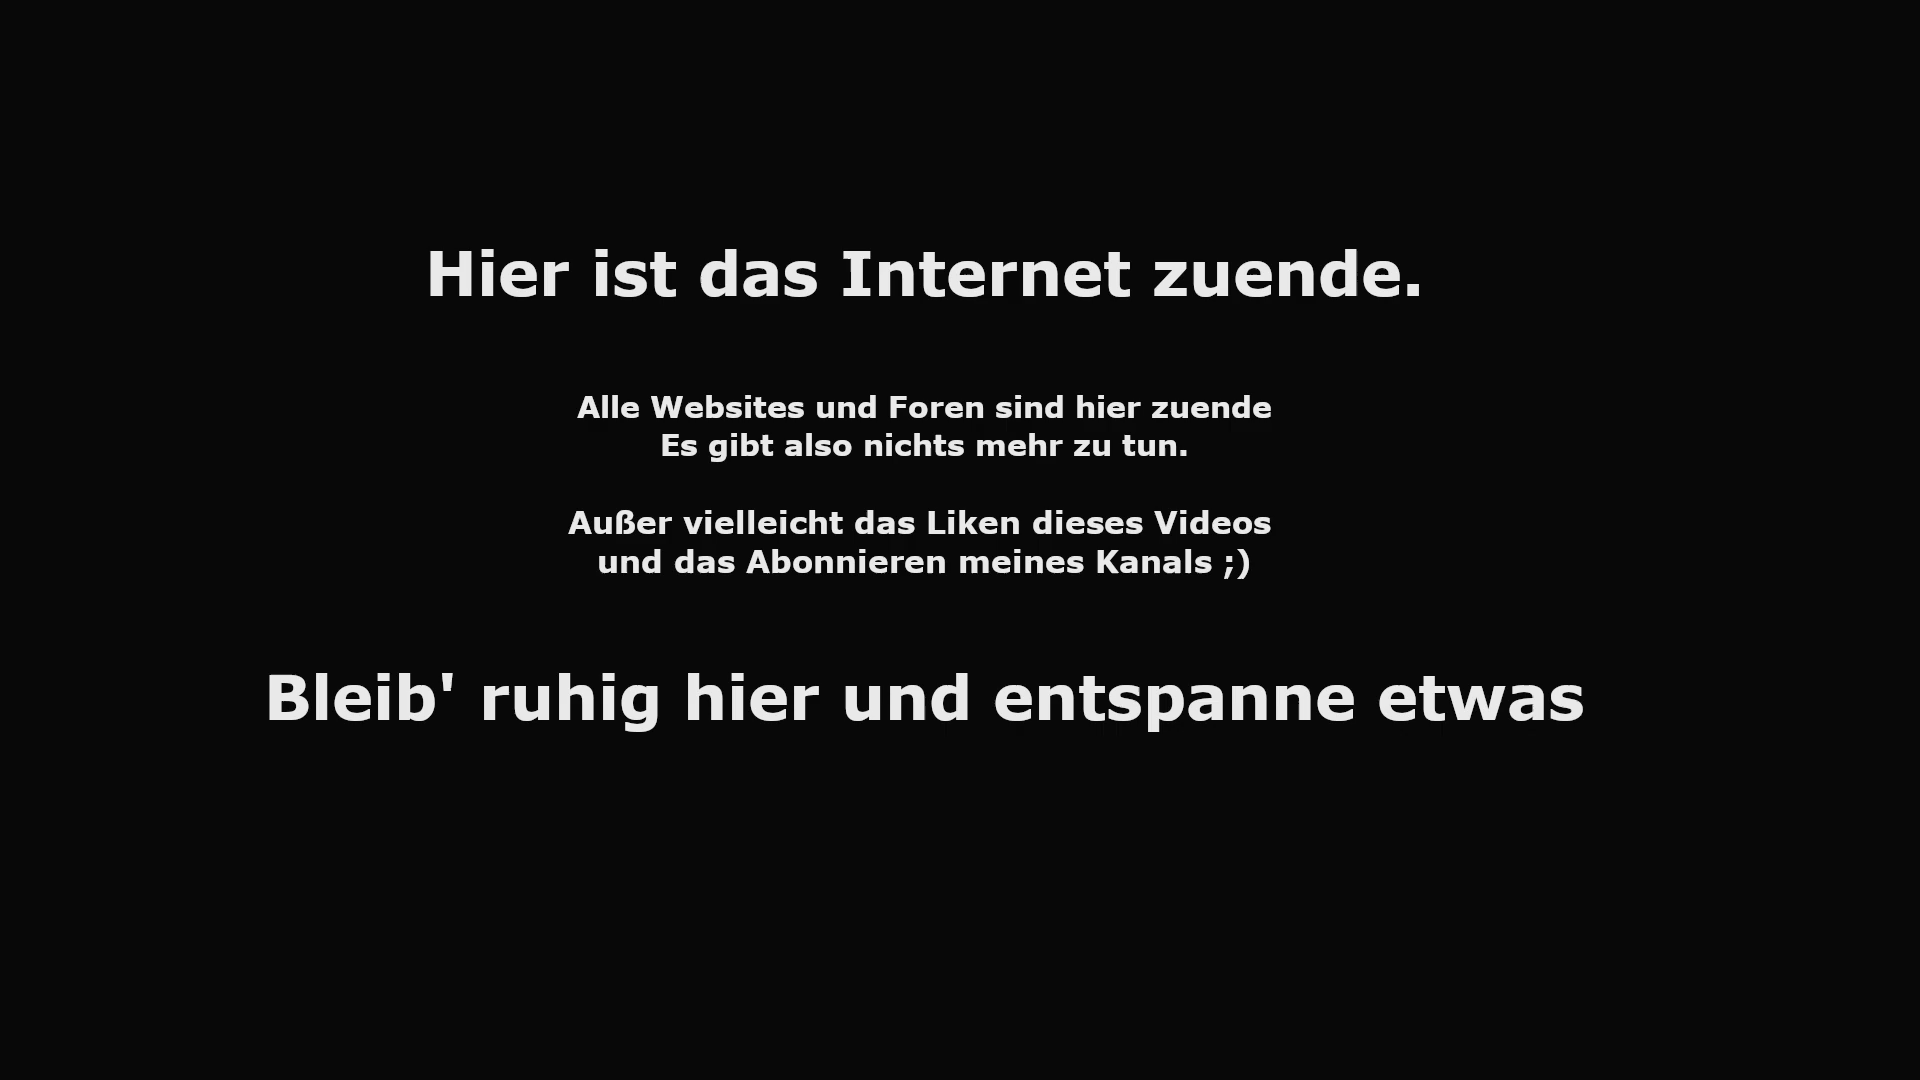 Hier ist das Internet zuende.
Alle Websites und Foren sind hier zuende
Es gibt also nichts mehr zu tun.
Außer vielleicht das Liken dieses Videos
und das Abonnieren meines Kanals ;)
Bleib' ruhig hier und entspanne etwas